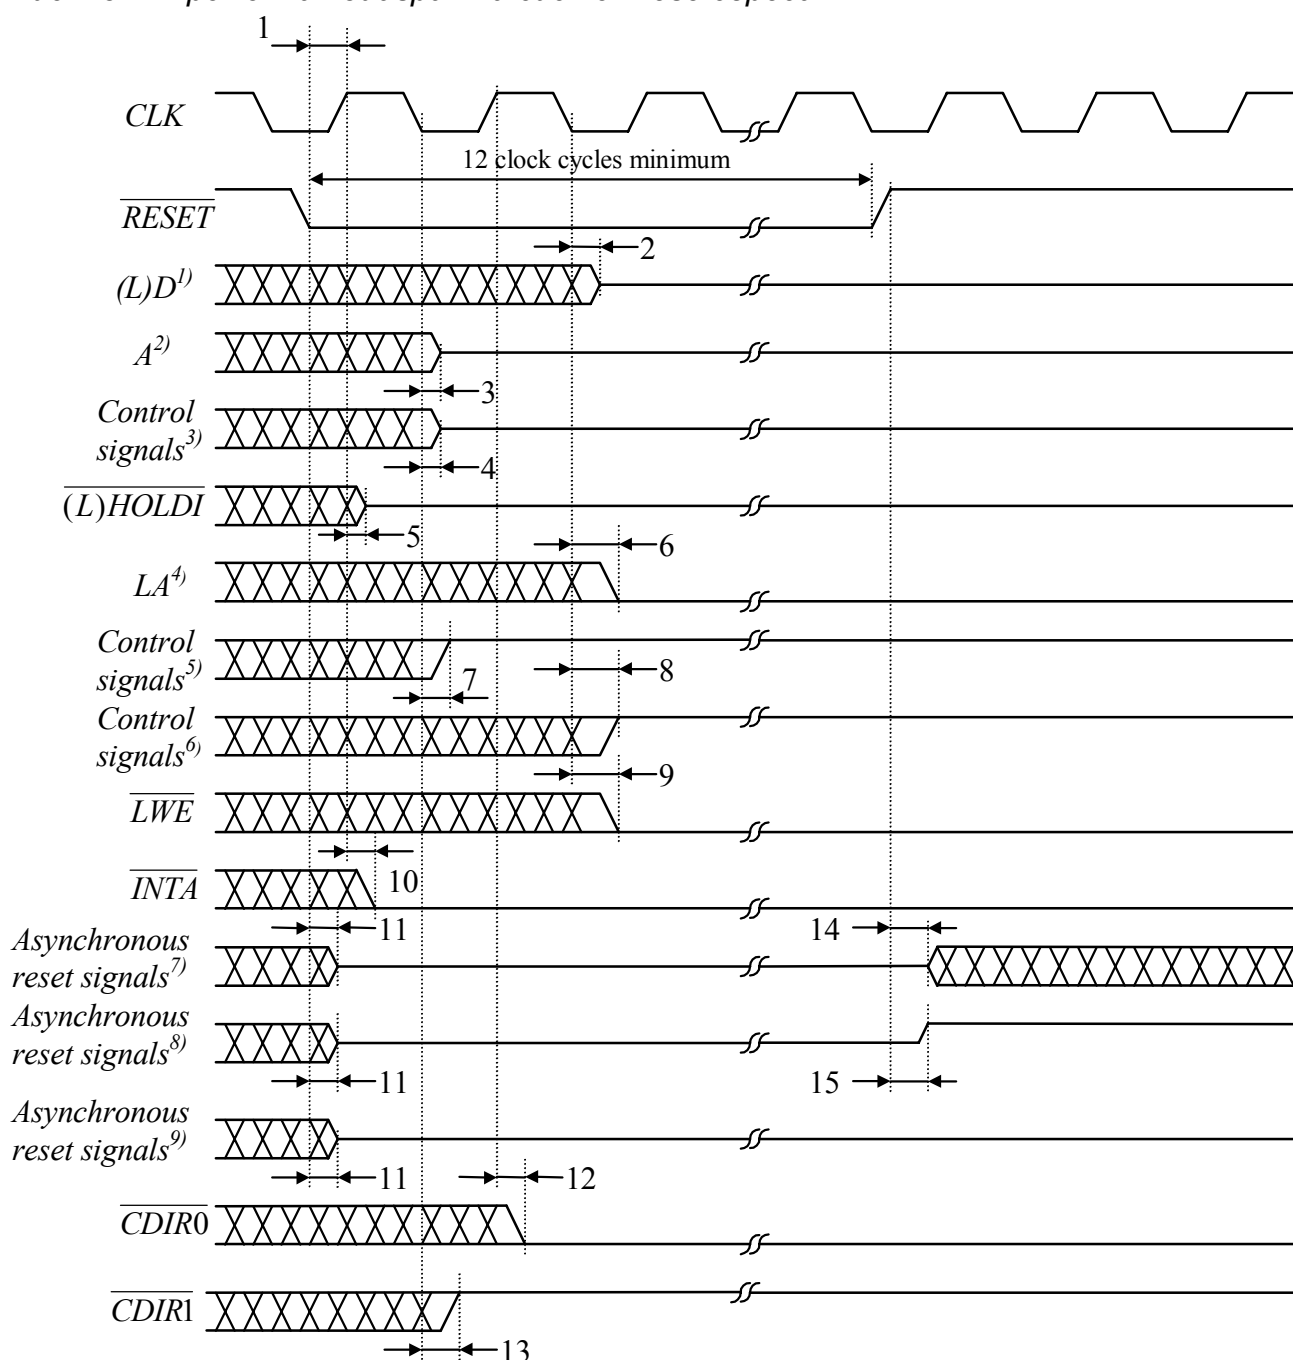 1
CLK
12 clock cycles minimum
RESET
2
(L)D1)
A2)
3
Control
signals3)
4
(L)HOLDI
5
6
LA4)
Control
signals5)
7
8
Control
signals6)
9
LWE
10
INTA
11
14
Asynchronous
reset signals7)
Asynchronous
reset signals8)
11
15
Asynchronous
reset signals9)
11
12
CDIR0
CDIR1
13